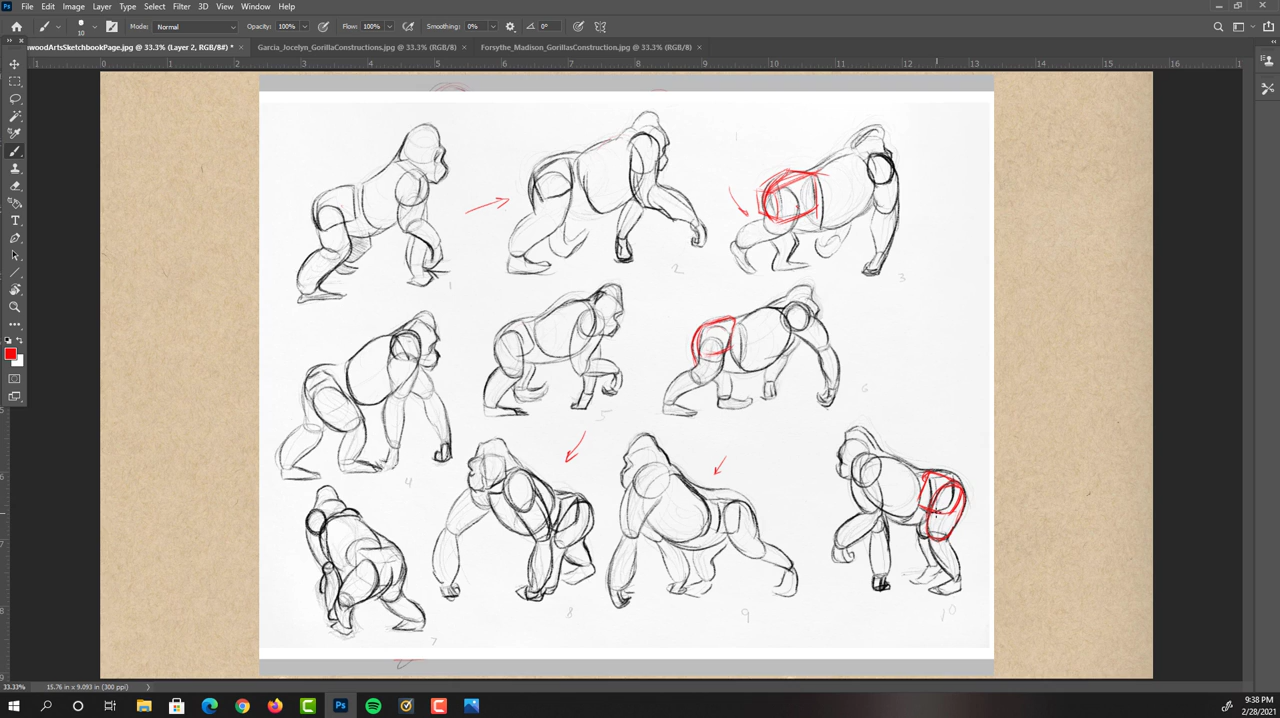 File Edit Image Layer Type Select Filter 3D View Window Help
10 Mode: Normal Opacity: 100% Flow: 100% Smoothing: 0% 0°
woodArtsSketchbookPage.jpg @ 33.3% (Layer 2, RGB/8#) * × Garcia_Jocelyn_GorillaConstructions.jpg @ 33.3% (RGB/8) × Forsythe_Madison_GorillasConstruction.jpg @ 33.3% (RGB/8) ×
1 0 1 2 3 4 5 6 7 8 9 10 11 12 13 14 15 16
1 2 3
4 5 6
7 8 9 10
33.33% 15.76 in x 9.093 in (300 ppi)
9:38 PM
2/28/2021